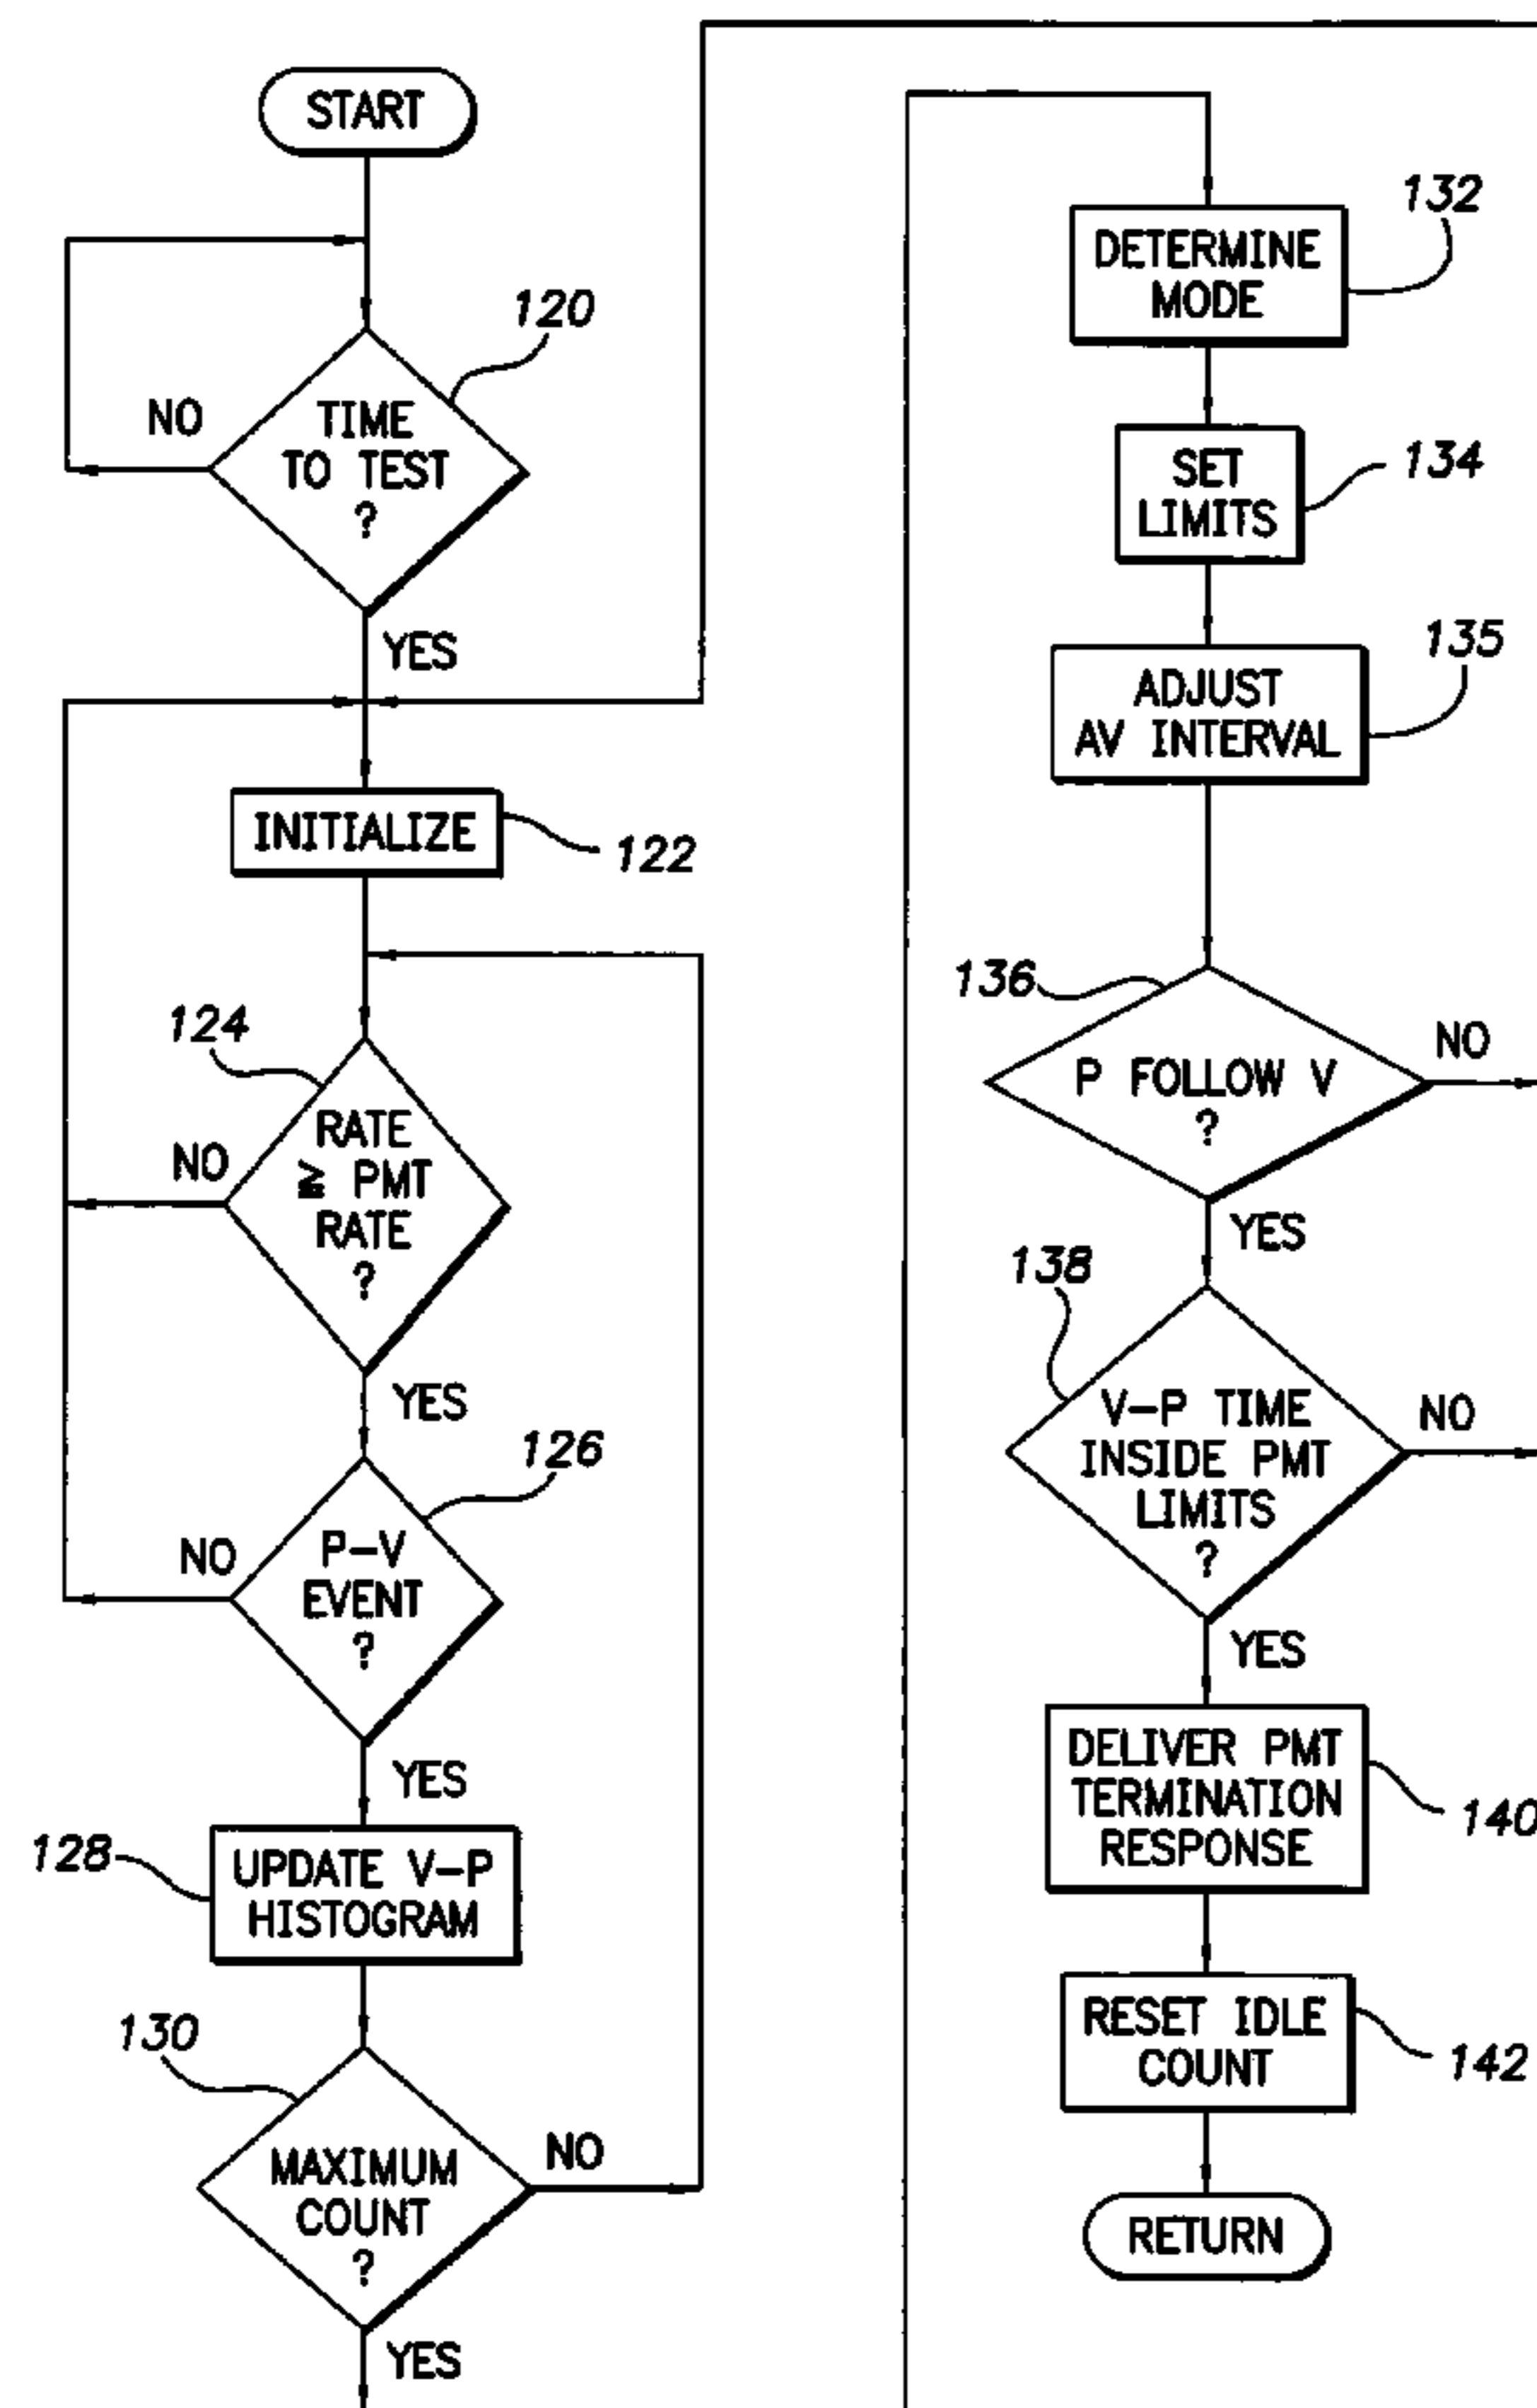 START
120
NO
TIME
TO TEST
?
YES
INITIALIZE
122
124
RATE
≧ PMT
RATE
?
NO
YES
126
P-V
EVENT
?
NO
YES
128
UPDATE V-P
HISTOGRAM
130
MAXIMUM
COUNT
?
NO
YES
132
DETERMINE
MODE
134
SET
LIMITS
135
ADJUST
AV INTERVAL
136
P FOLLOW V
?
NO
YES
138
V-P TIME
INSIDE PMT
LIMITS
?
NO
YES
DELIVER PMT
TERMINATION
RESPONSE
140
RESET IDLE
COUNT
142
RETURN